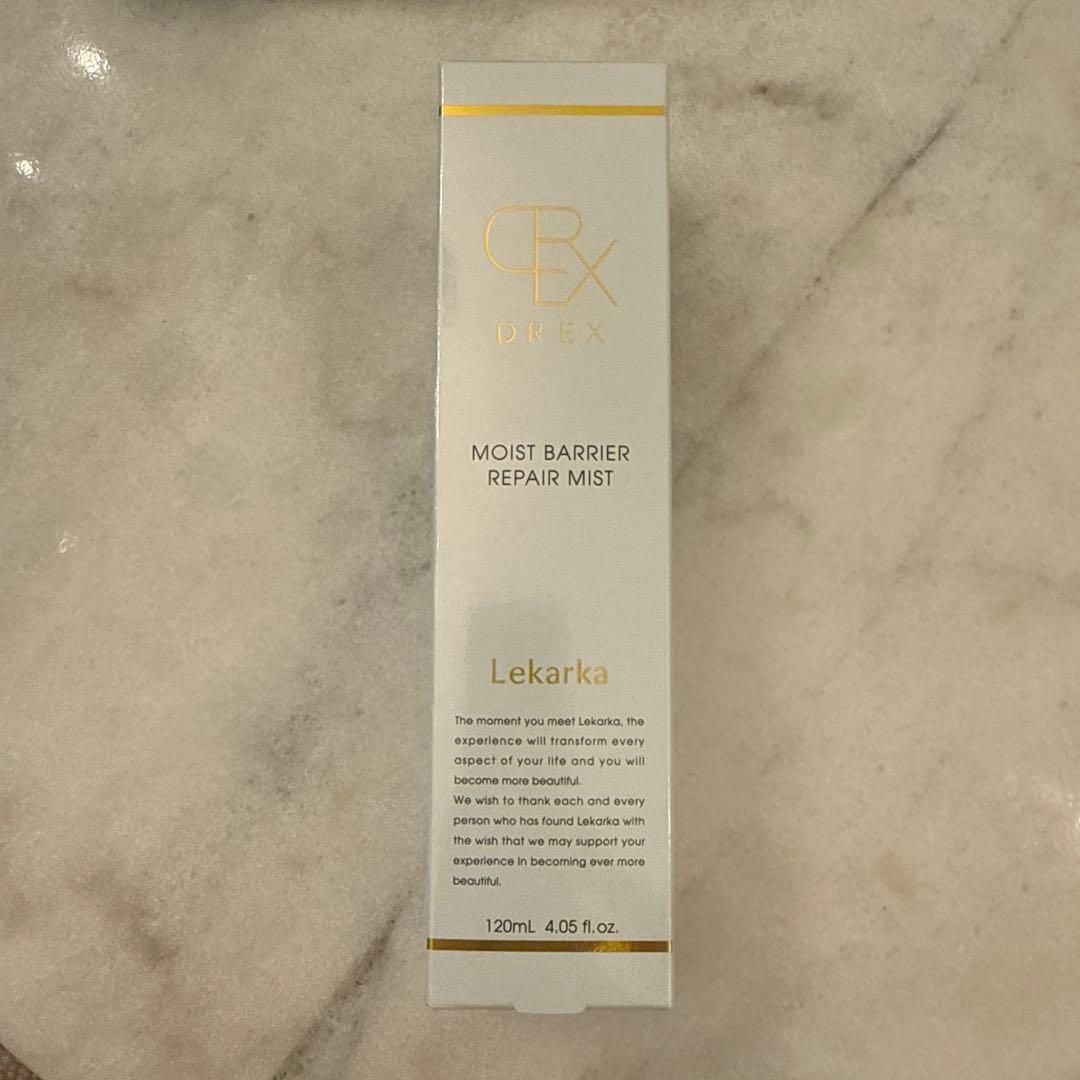 DREX
DREX
MOIST BARRIER
REPAIR MIST
Lekarka
The moment you meet Lekarka, the
experience will transform every
aspect of your life and you will
become more beautiful.
We wish to thank each and every
person who has found Lekarka with
the wish that we may support your
experience in becoming ever more
beautiful.
120mL 4.05 fl.oz.